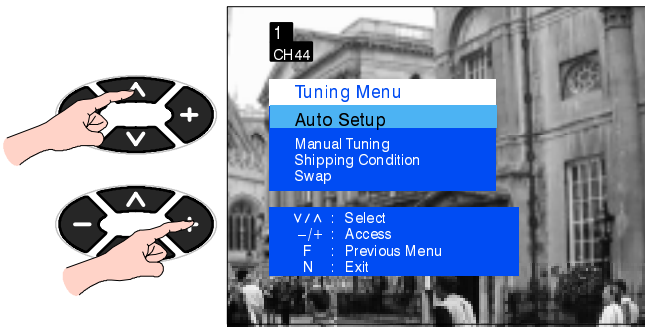 1
CH44
Tuning Menu
Auto Setup
Manual Tuning
Shipping Condition
Swap
∨/∧ : Select
−/+ : Access
F : Previous Menu
N : Exit